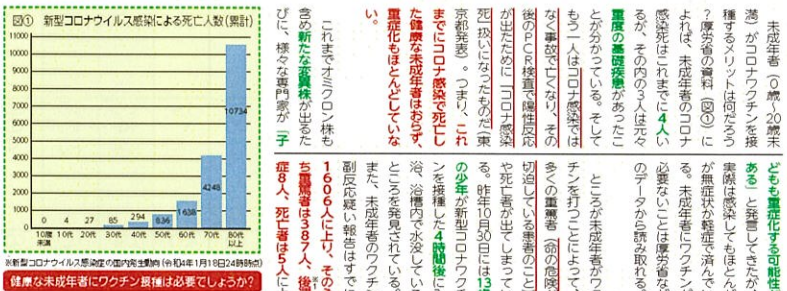 図① 新型コロナウイルス感染による死亡人数(累計)
11000
10000
9000
8000
7000
6000
5000
4000
3000
2000
1000
0
0
4
27
85
294
836
1638
4248
10734
10歳未満
10代
20代
30代
40代
50代
60代
70代
80代以上
※新型コロナウイルス感染症の国内発生動向(令和4年1月18日24時時点)
健康な未成年者にワクチン接種は必要でしょうか?
未成年者(0歳~20歳未
満)がコロナワクチンを接
種するメリットは何だろう
?厚労省の資料(図①)に
よれば、未成年者のコロナ
感染死はこれまでに4人い
るが、その内の3人は元々
重度の基礎疾患があったこ
とが分かっている。そして
もう一人はコロナ感染では
なく事故で亡くなり、その
後のPCR検査で陽性反応
が出たために「コロナ感染
死」扱いになったものだ(東
京都発表)。つまり、これ
までにコロナ感染で死亡し
た健康な未成年者はおらず、
重症化もほとんどしていな
い。
これまでオミクロン株も
含め新たな変異株が出るた
びに、様々な専門家が「子
どもも重症化する可能性
ある」と発言してきたが、
実際は感染してもほとん
が無症状か軽症で済んで
る。未成年者にワクチン
必要ないことは厚労省な
のデータから読み取れる。
ところが未成年者がワ
チンを打つことによって、
多くの重篤者(命の危険
切迫している患者のこと
や死亡者が出てしまって
る。昨年10月30日には13
の少年が新型コロナワク
ンを接種した4時間後に
浴、浴槽内で水没している
ところを発見されている。
また、未成年者のワクチン
副反応疑い報告はすでに
1606人に上り、その
ち重篤者は387人、後
症8人、死亡者は5人に